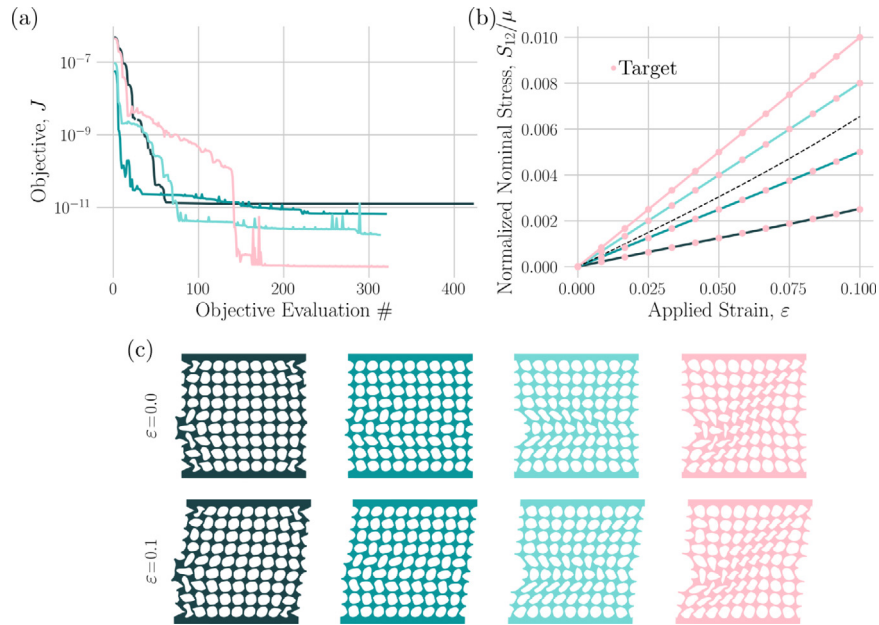 (a)
Objective, J
10⁻⁷
10⁻⁹
10⁻¹¹
0
100
200
300
400
Objective Evaluation #
(b)
Normalized Nominal Stress, S₁₂/μ
0.010
0.008
0.006
0.004
0.002
0.000
Target
0.000
0.025
0.050
0.075
0.100
Applied Strain, ε
(c)
ε=0.0
ε=0.1